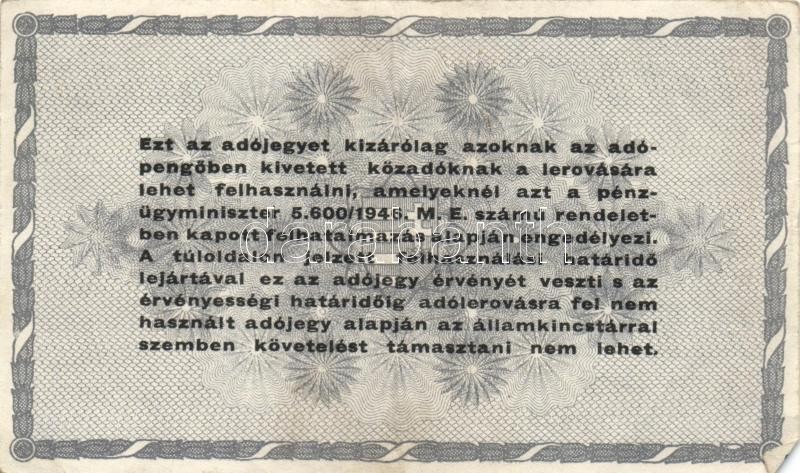 Ezt az adójegyet kizárólag azoknak az adó-
pengőben kivetett közadóknak a lerovására
lehet felhasználni, amelyeknél azt a pénz-
ügyminiszter 5.600/1946. M. E. számú rendelet-
ben kapott felhatalmazás alapján engedélyezi.
A túloldalon jelzett felhasználási határidő
lejártával ez az adójegy érvényét veszti s az
érvényességi határidőig adólerovásra fel nem
használt adójegy alapján az államkincstárral
szemben követelést támasztani nem lehet.
darabanth